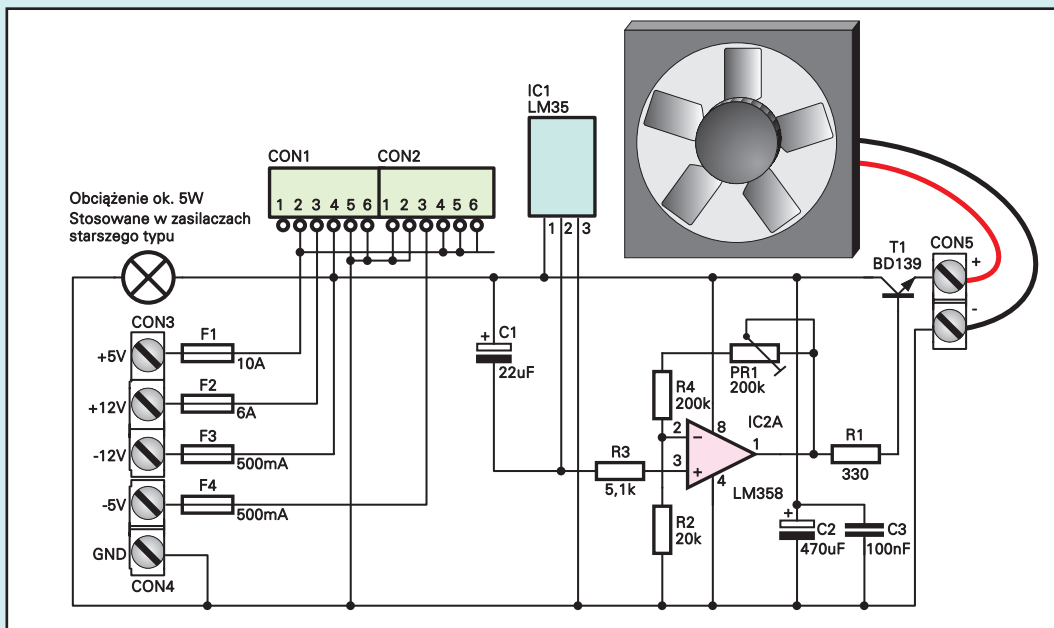 IC1
LM35
CON1
CON2
1 2 3 4 5 6
1 2 3 4 5 6
1 2 3
Obciążenie ok. 5W
Stosowane w zasilaczach
starszego typu
T1
BD139
CON5
+
-
CON3
+5V
F1
10A
+12V
F2
6A
-12V
F3
500mA
-5V
F4
500mA
GND
CON4
+
C1
22uF
PR1
200k
R4
200k
IC2A
2
8
1
3
4
−
+
R3
5,1k
LM358
R1
330
R2
20k
+
C2
470uF
C3
100nF